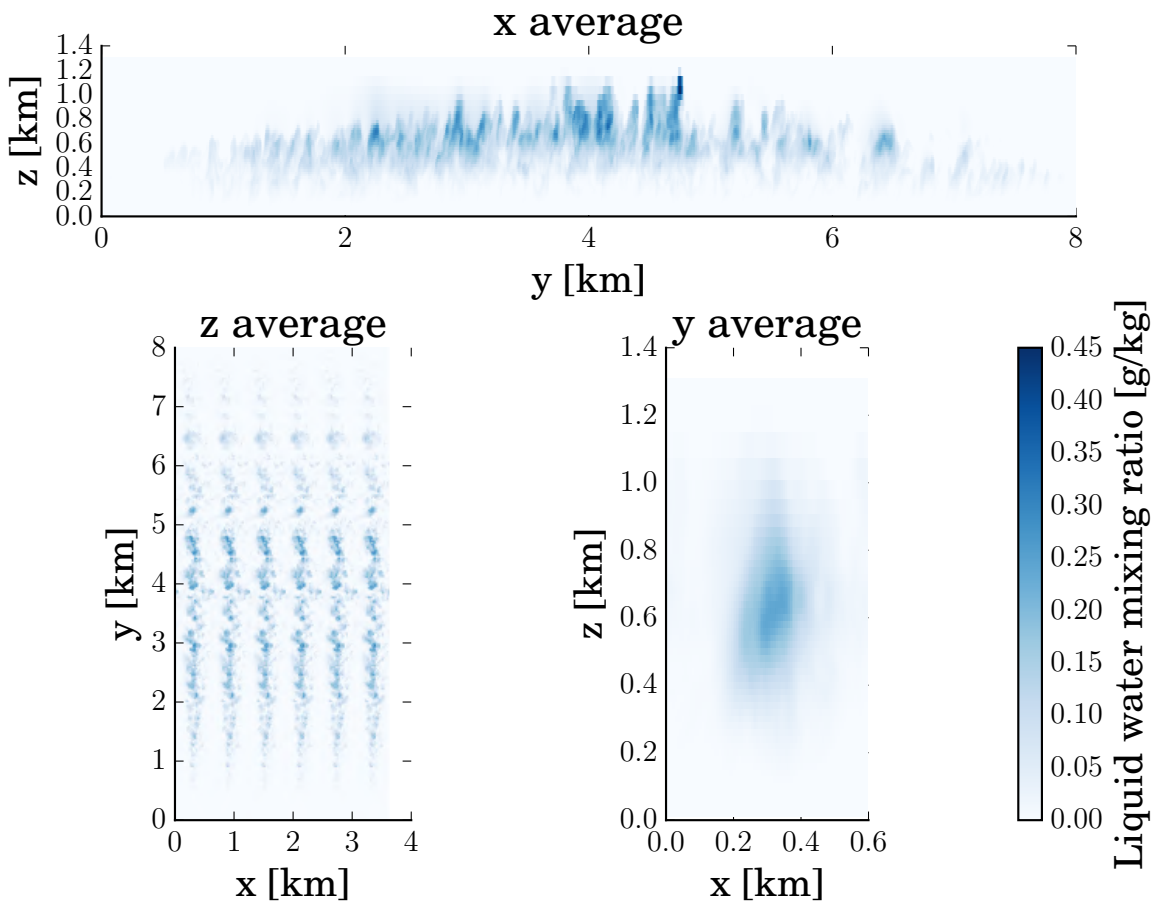 x average
1.4
1.2
1.0
0.8
0.6
0.4
0.2
0.0
z [km]
0 2 4 6 8
y [km]
z average
8
7
6
5
4
3
2
1
0
y [km]
0 1 2 3 4
x [km]
y average
1.4
1.2
1.0
0.8
0.6
0.4
0.2
0.0
z [km]
0.0 0.2 0.4 0.6
x [km]
0.45
0.40
0.35
0.30
0.25
0.20
0.15
0.10
0.05
0.00
Liquid water mixing ratio [g/kg]